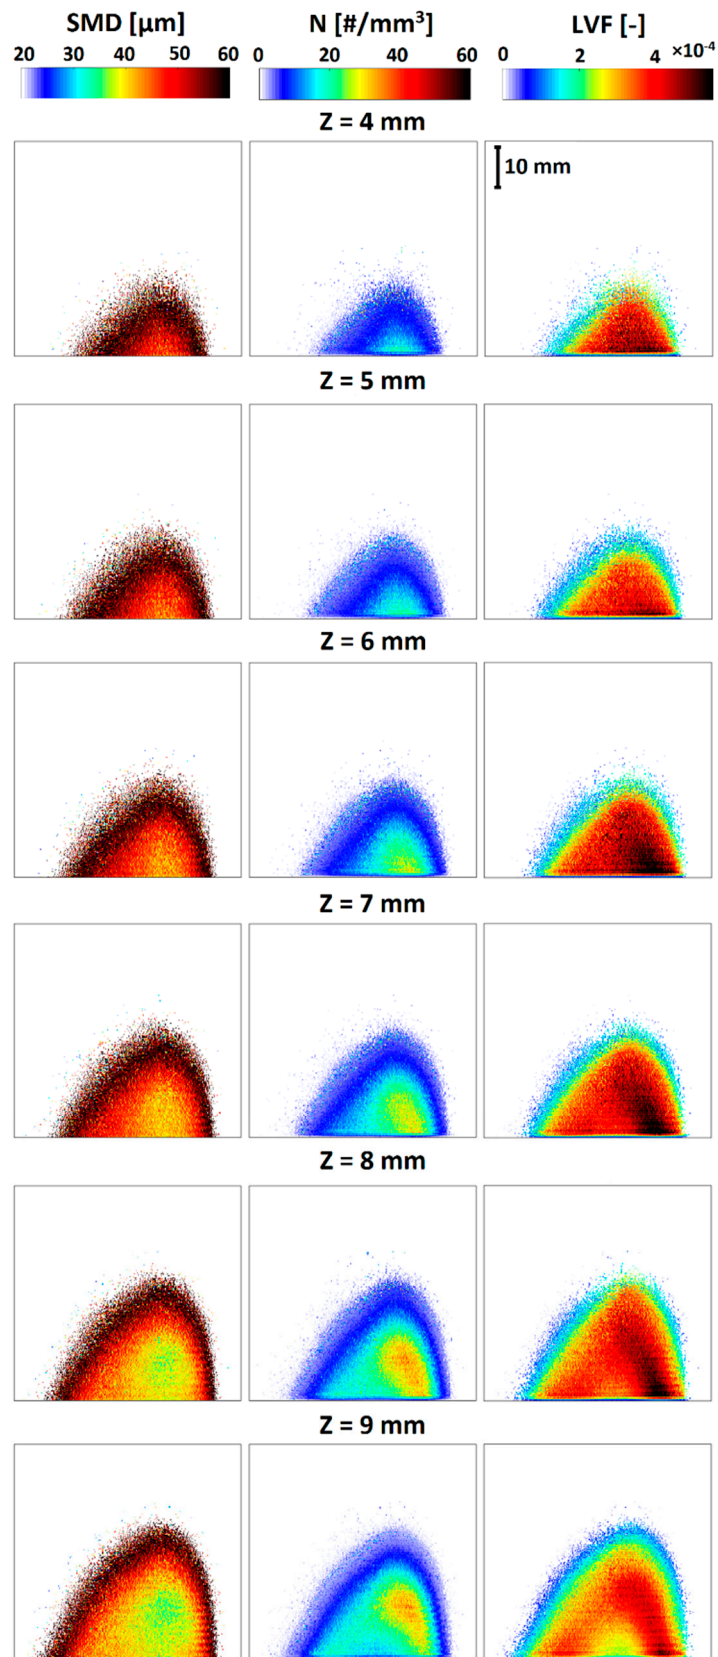 SMD [µm] N [#/mm³] LVF [-]
20 30 40 50 60 0 20 40 60 0 2 4 ×10⁻⁴
Z = 4 mm
10 mm
Z = 5 mm
Z = 6 mm
Z = 7 mm
Z = 8 mm
Z = 9 mm